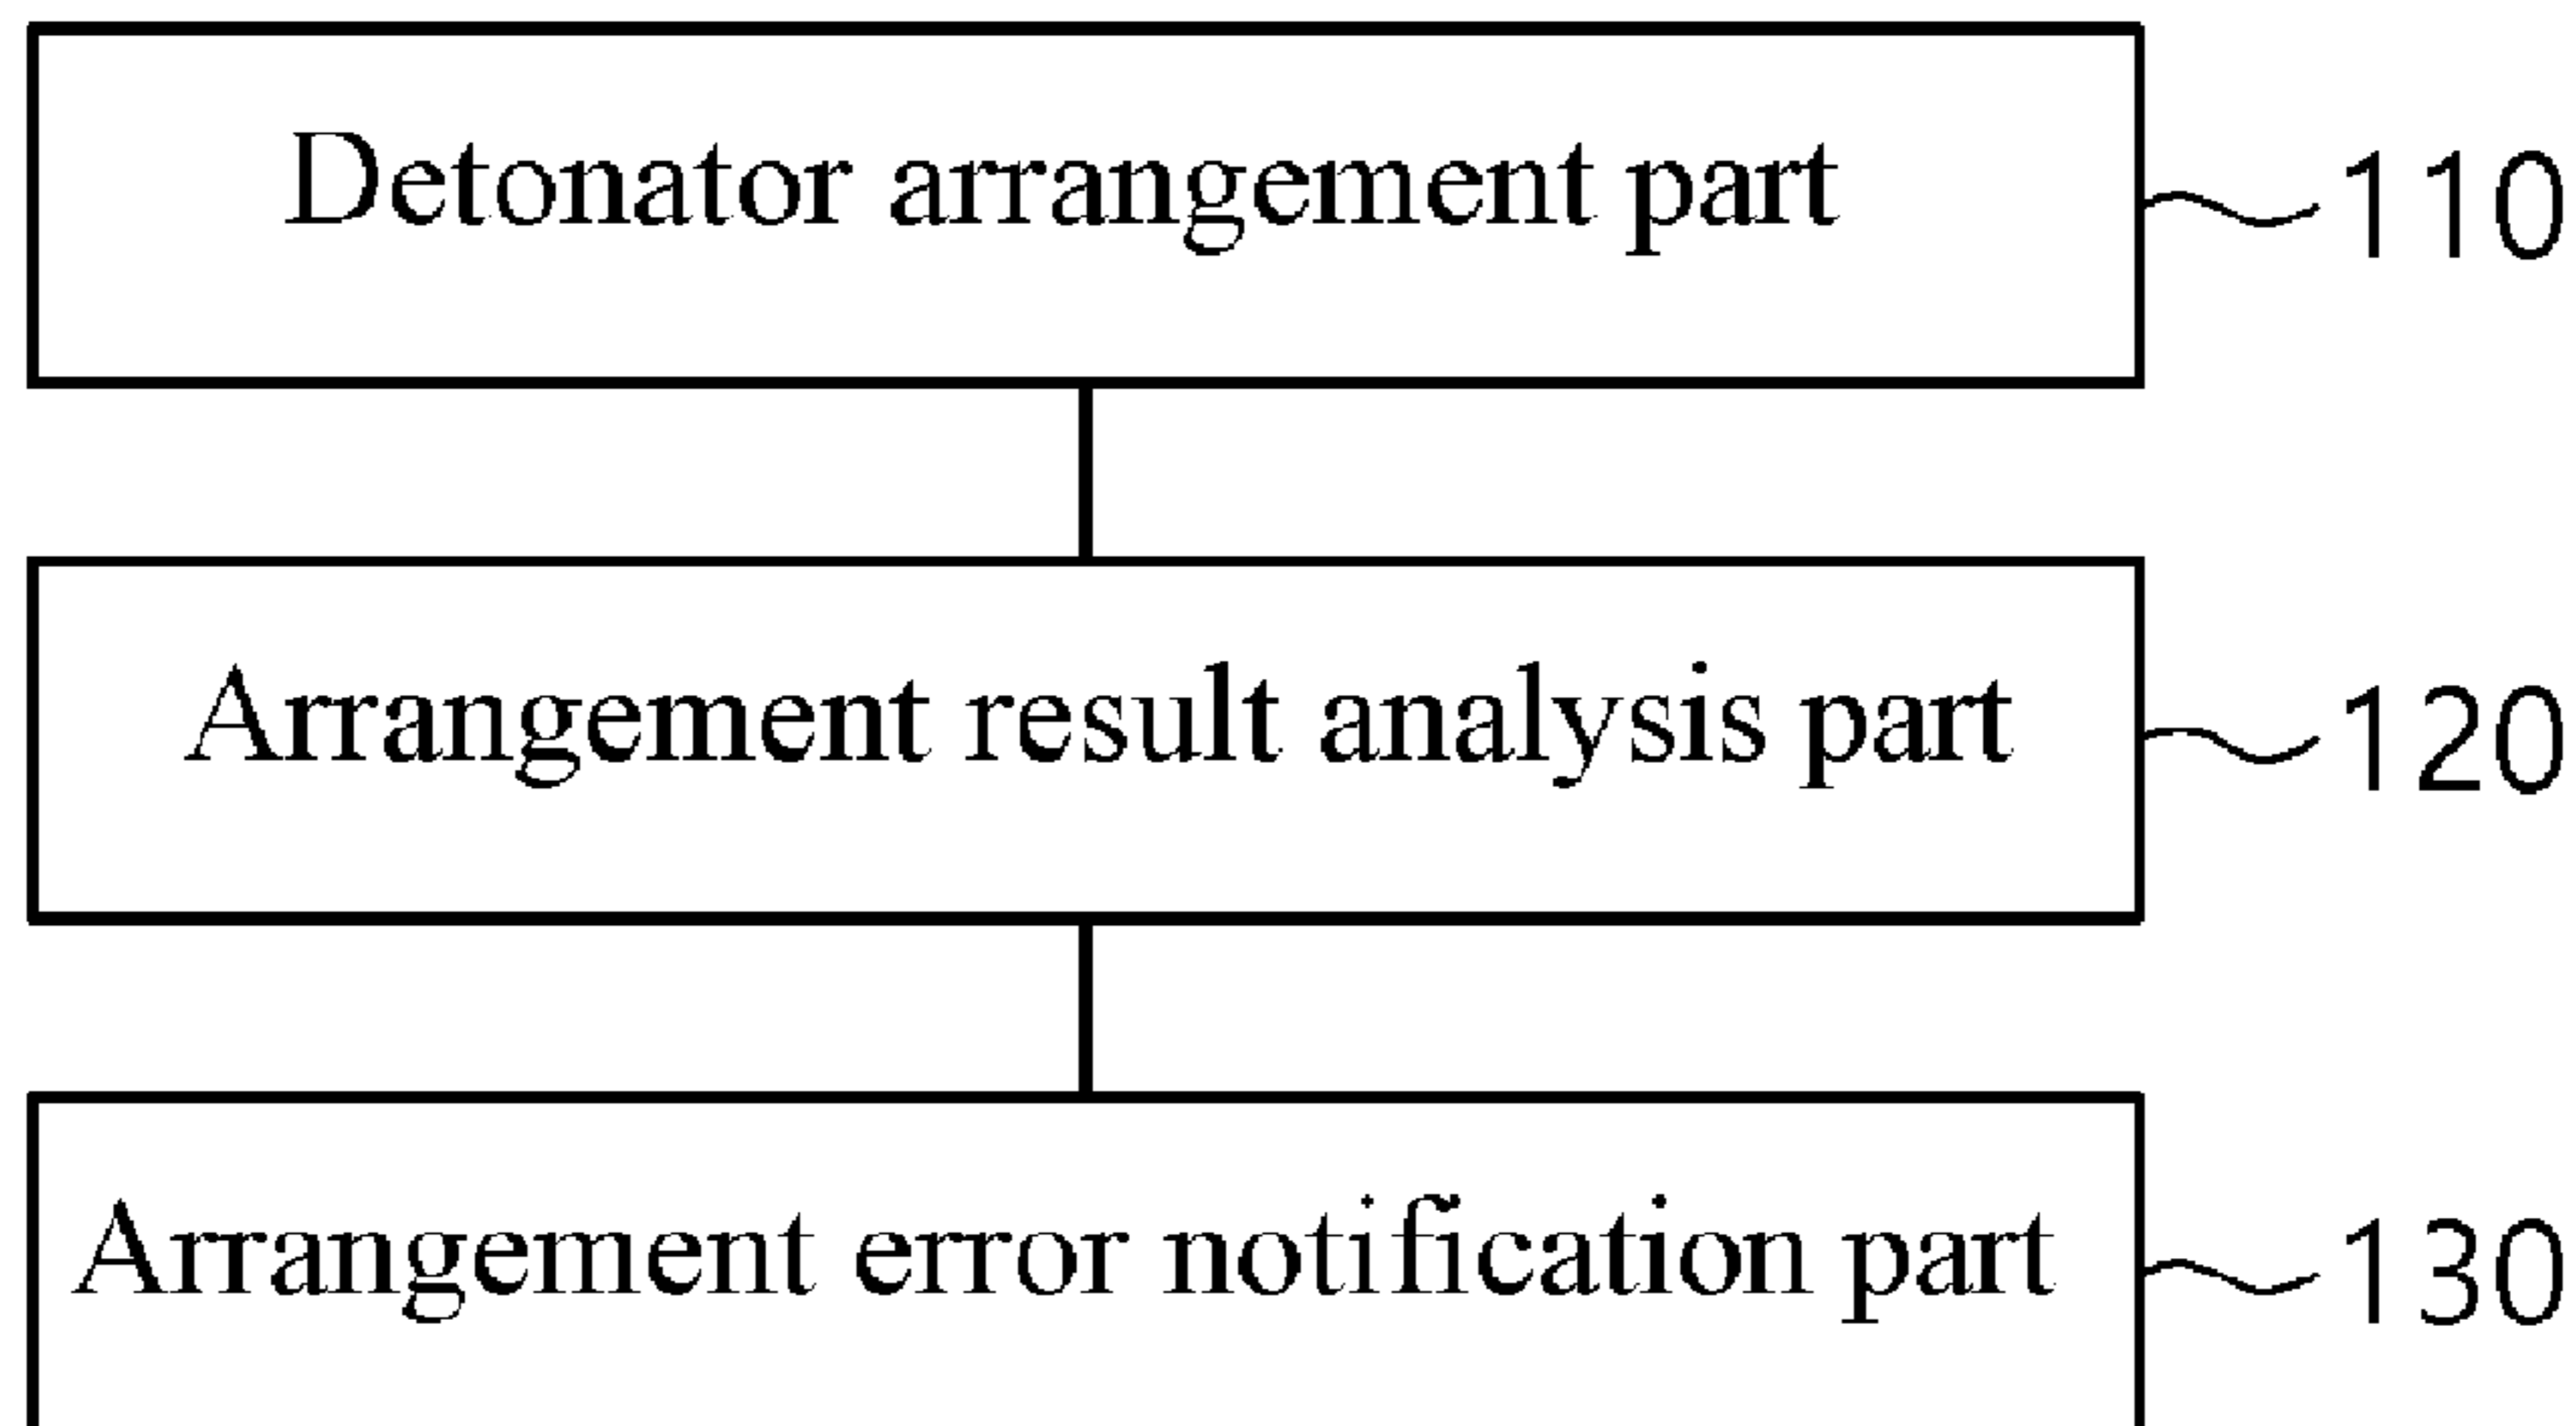 Detonator arrangement part 110
Arrangement result analysis part 120
Arrangement error notification part 130